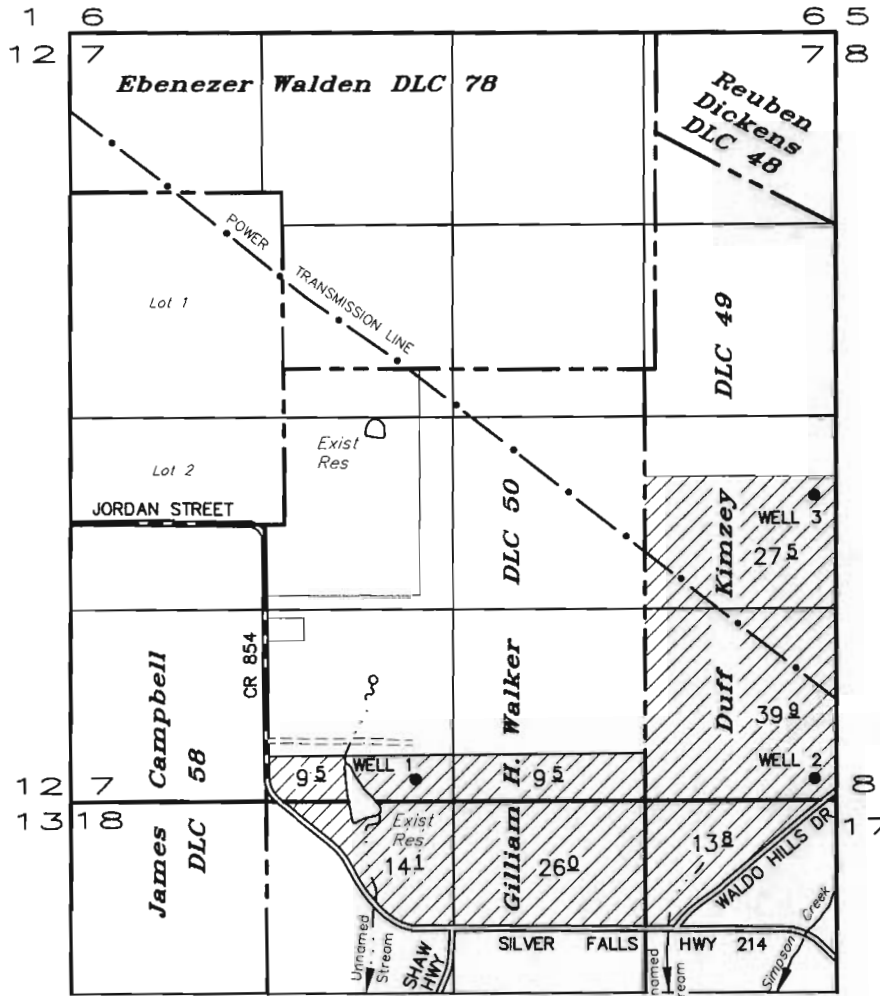 1 6
6 5
12 7
7 8
Ebenezer Walden DLC 78
Reuben
Dickens
DLC 48
POWER
TRANSMISSION LINE
Lot 1
DLC 49
Exist
Res
Lot 2
JORDAN STREET
DLC 50
WELL 3
27 5
Kimzey
CR 854
Duff
39 9
James Campbell
DLC 58
Gilliam H. Walker
9 5
WELL 1
9 5
WELL 2
12 7
8
13 18
17
Exist
Res
14 1
26 0
13 8
WALDO HILLS DR
Unnamed
Stream
SHAW
HWY
SILVER FALLS HWY 214
Simpson Creek